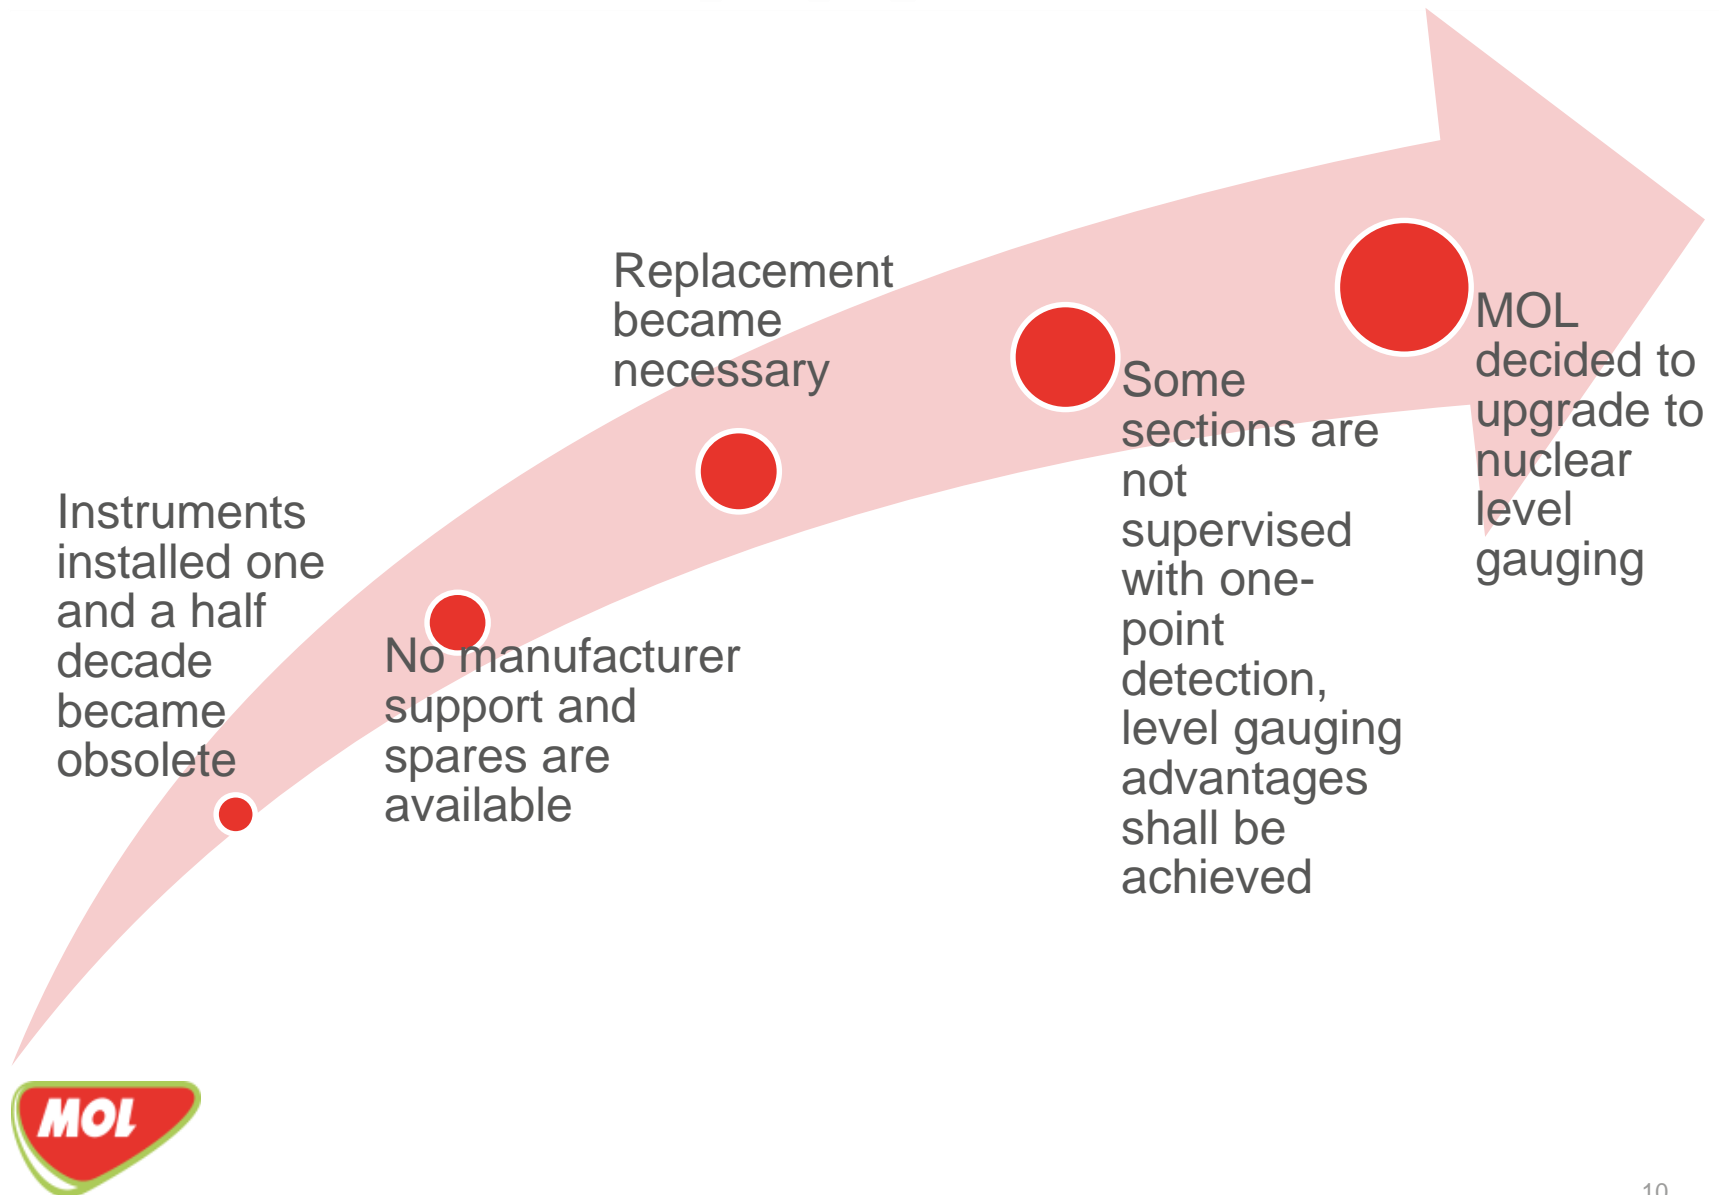 Instruments
installed one
and a half
decade
became
obsolete
No manufacturer
support and
spares are
available
Replacement
became
necessary
Some
sections are
not
supervised
with one-
point
detection,
level gauging
advantages
shall be
achieved
MOL
decided to
upgrade to
nuclear
level
gauging
MOL
10